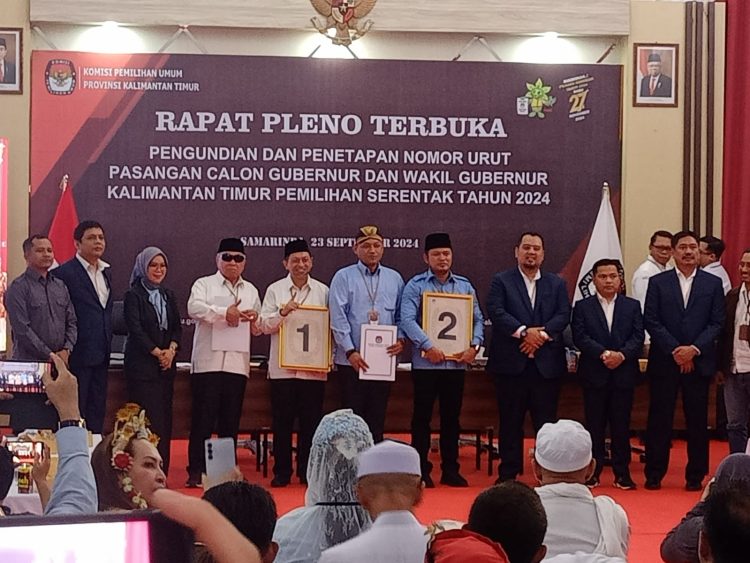 KOMISI PEMILIHAN UMUM
PROVINSI KALIMANTAN TIMUR
RAPAT PLENO TERBUKA
PENGUNDIAN DAN PENETAPAN NOMOR URUT
PASANGAN CALON GUBERNUR DAN WAKIL GUBERNUR
KALIMANTAN TIMUR PEMILIHAN SERENTAK TAHUN 2024
SAMARINDA, 23 SEPTEMBER 2024
27
1
2